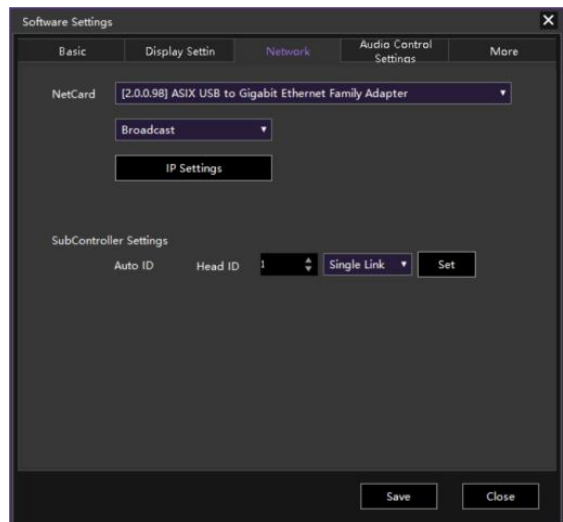 Software Settings
Basic
Display Settin
Network
Audio Control
Settings
More
NetCard
[2.0.0.98] ASIX USB to Gigabit Ethernet Family Adapter
Broadcast
IP Settings
SubController Settings
Auto ID Head ID 1 Single Link Set
Save Close